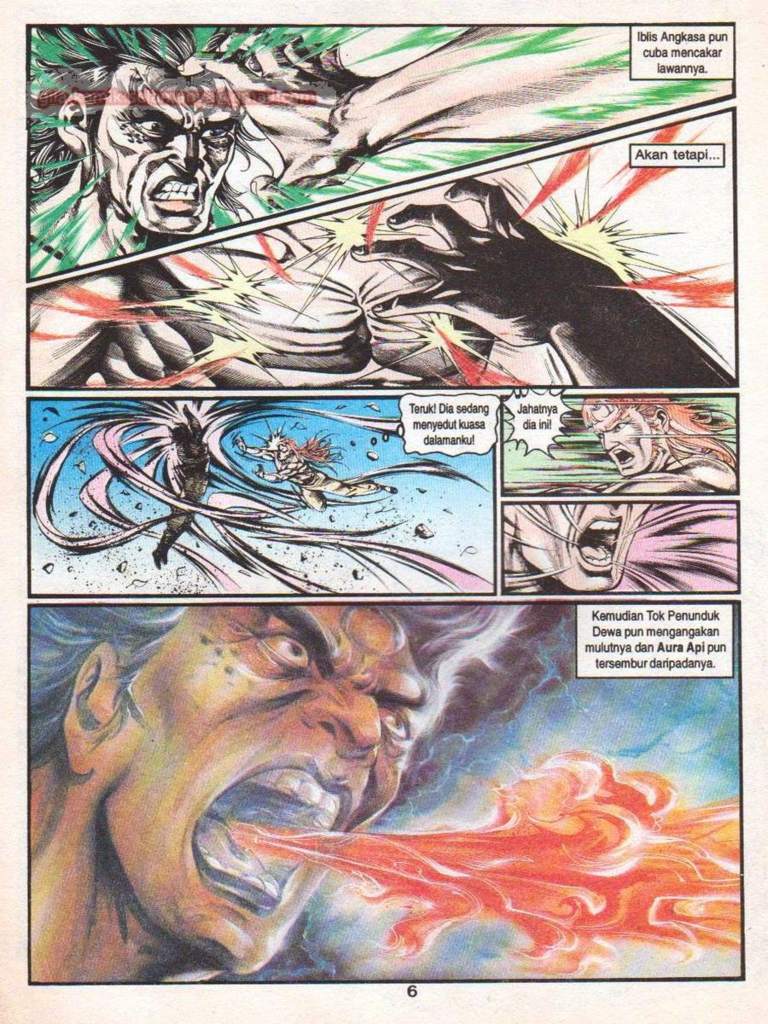 Iblis Angkasa pun
cuba mencakar
lawannya.
Akan tetapi...
Teruk! Dia sedang
menyedut kuasa
dalamanku!
Jahatnya
dia ini!
Kemudian Tok Penunduk
Dewa pun mengangakan
mulutnya dan Aura Api pun
tersembur daripadanya.
6